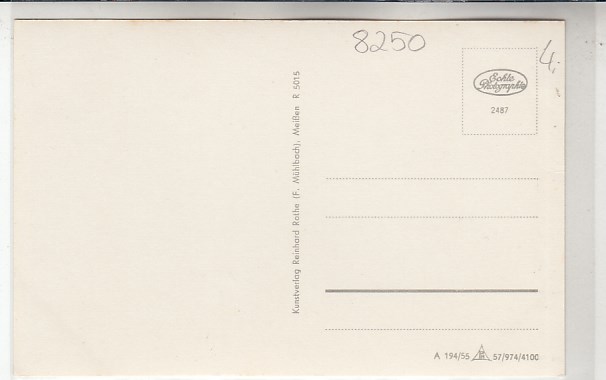 8250
4,-
Echte
Photographie
2487
Kunstverlag Reinhard Rothe (F. Mühlbach), Meißen R 5015
A 194/55 57/974/4100